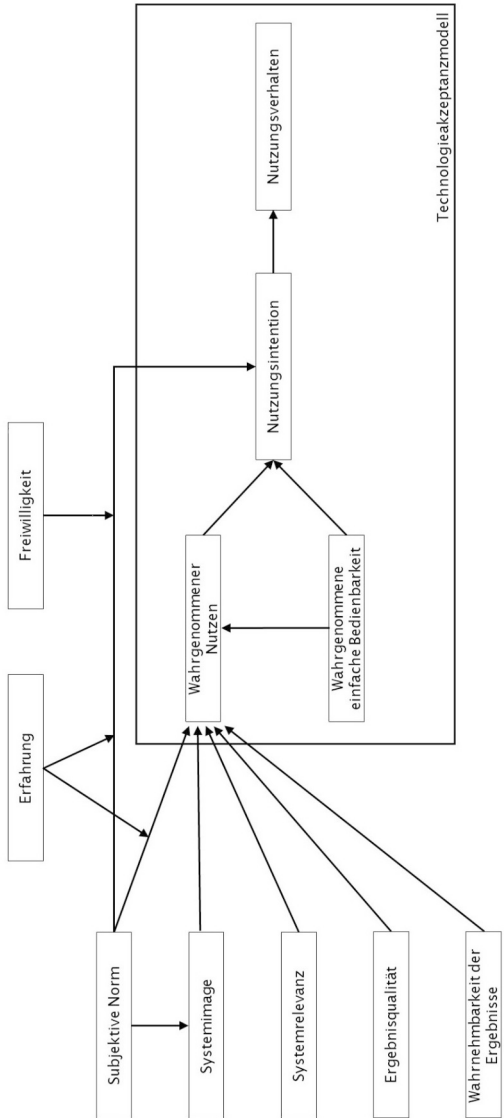 Erfahrung
Freiwilligkeit
Subjektive Norm
Systemimage
Systemrelevanz
Ergebnisqualität
Wahrnehmbarkeit der
Ergebnisse
Wahrgenommener
Nutzen
Wahrgenommene
einfache Bedienbarkeit
Nutzungsintention
Nutzungsverhalten
Technologieakzeptanzmodell